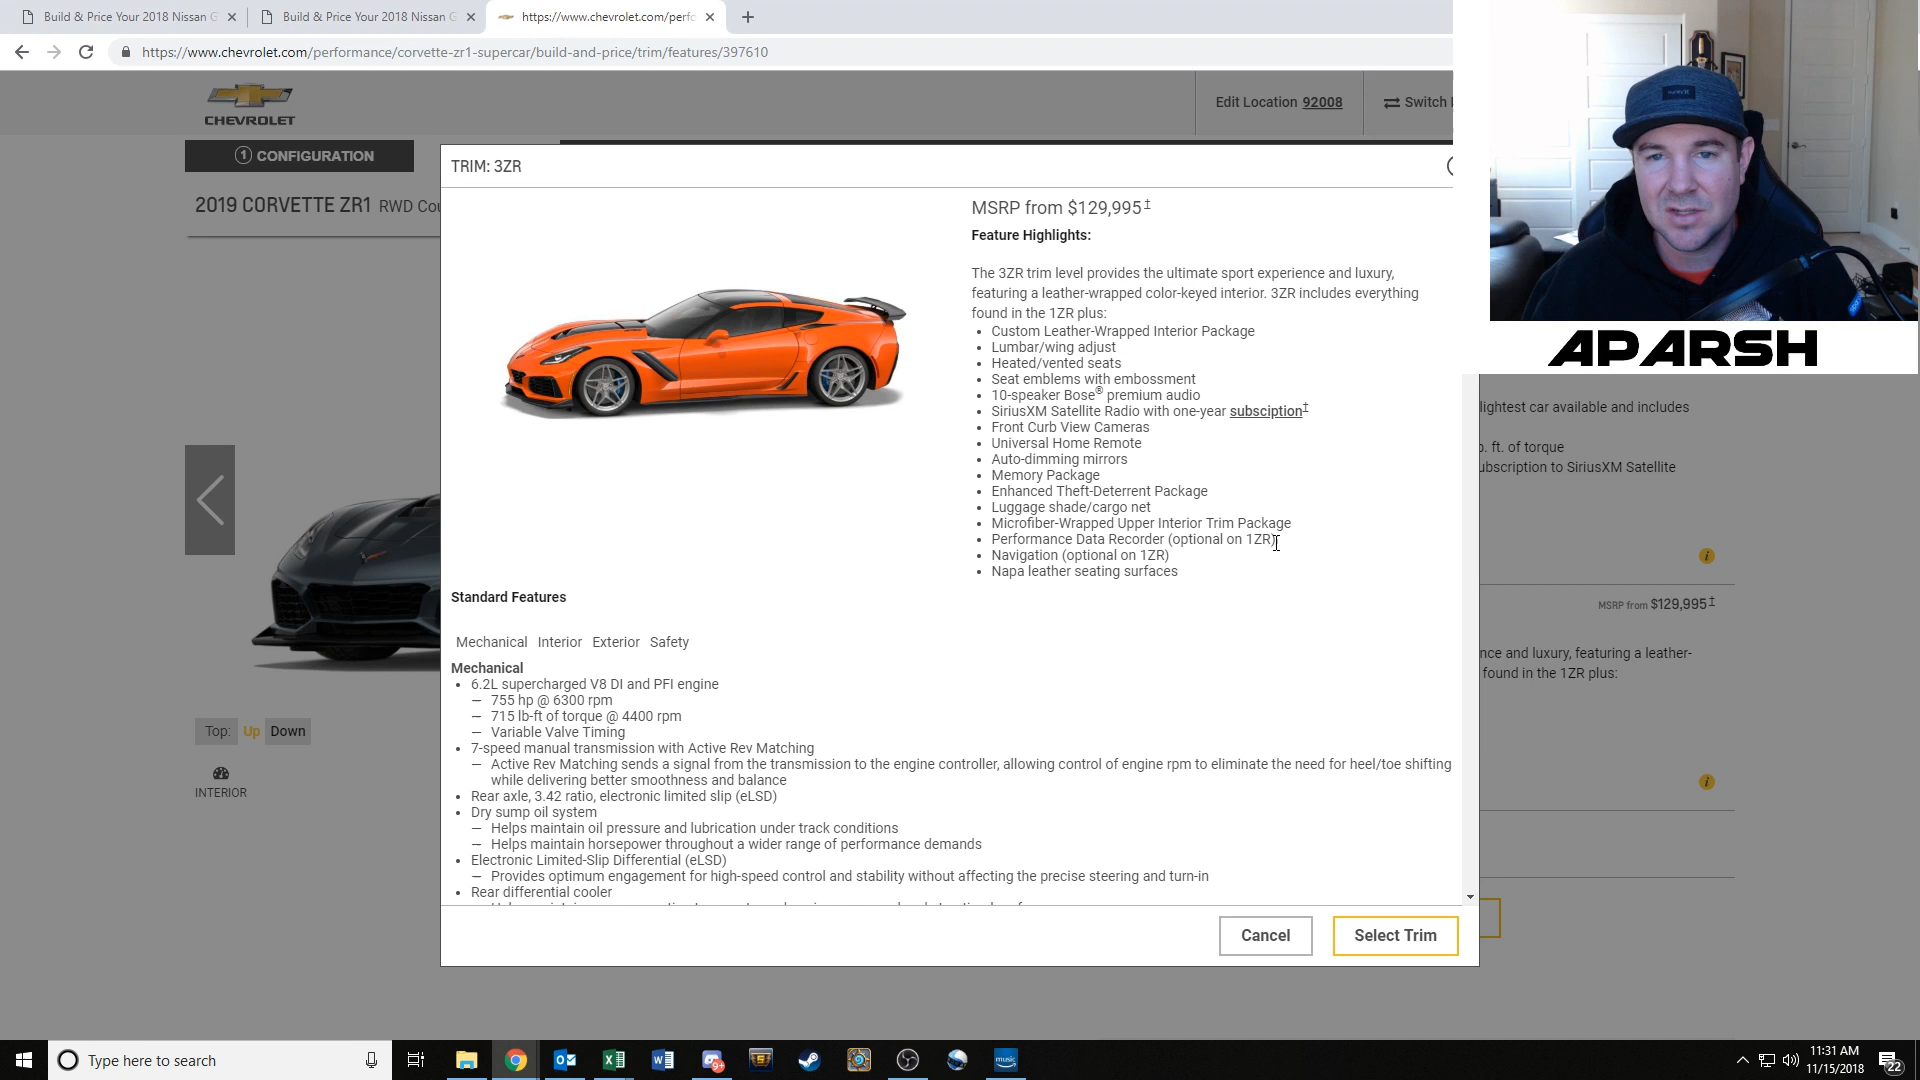 Build & Price Your 2018 Nissan G
Build & Price Your 2018 Nissan G
https://www.chevrolet.com/perfo
https://www.chevrolet.com/performance/corvette-zr1-supercar/build-and-price/trim/features/397610
CHEVROLET
Edit Location 92008
Switch
1 CONFIGURATION
2019 CORVETTE ZR1 RWD Cou
TRIM: 3ZR
MSRP from $129,995‡
Feature Highlights:
The 3ZR trim level provides the ultimate sport experience and luxury,
featuring a leather-wrapped color-keyed interior. 3ZR includes everything
found in the 1ZR plus:
• Custom Leather-Wrapped Interior Package
• Lumbar/wing adjust
• Heated/vented seats
• Seat emblems with embossment
• 10-speaker Bose® premium audio
• SiriusXM Satellite Radio with one-year subsciption†
• Front Curb View Cameras
• Universal Home Remote
• Auto-dimming mirrors
• Memory Package
• Enhanced Theft-Deterrent Package
• Luggage shade/cargo net
• Microfiber-Wrapped Upper Interior Trim Package
• Performance Data Recorder (optional on 1ZR)
• Navigation (optional on 1ZR)
• Napa leather seating surfaces
Standard Features
Mechanical Interior Exterior Safety
Mechanical
• 6.2L supercharged V8 DI and PFI engine
– 755 hp @ 6300 rpm
– 715 lb-ft of torque @ 4400 rpm
– Variable Valve Timing
• 7-speed manual transmission with Active Rev Matching
– Active Rev Matching sends a signal from the transmission to the engine controller, allowing control of engine rpm to eliminate the need for heel/toe shifting
while delivering better smoothness and balance
• Rear axle, 3.42 ratio, electronic limited slip (eLSD)
• Dry sump oil system
– Helps maintain oil pressure and lubrication under track conditions
– Helps maintain horsepower throughout a wider range of performance demands
• Electronic Limited-Slip Differential (eLSD)
– Provides optimum engagement for high-speed control and stability without affecting the precise steering and turn-in
• Rear differential cooler
Cancel
Select Trim
Top: Up Down
INTERIOR
APARSH
lightest car available and includes
. ft. of torque
ubscription to SiriusXM Satellite
MSRP from $129,995‡
nce and luxury, featuring a leather-
found in the 1ZR plus:
Type here to search
music
9+
11:31 AM
11/15/2018
22